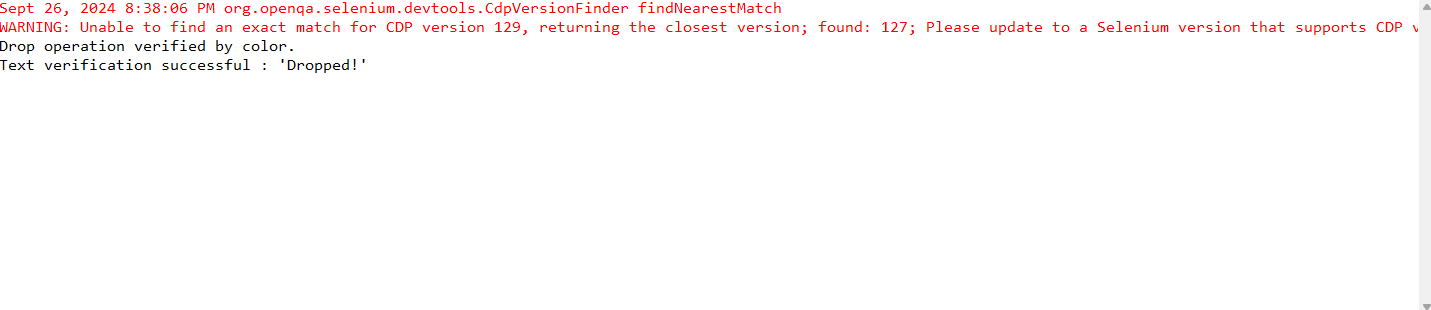 Sept 26, 2024 8:38:06 PM org.openqa.selenium.devtools.CdpVersionFinder findNearestMatch
WARNING: Unable to find an exact match for CDP version 129, returning the closest version; found: 127; Please update to a Selenium version that supports CDP v
Drop operation verified by color.
Text verification successful : 'Dropped!'